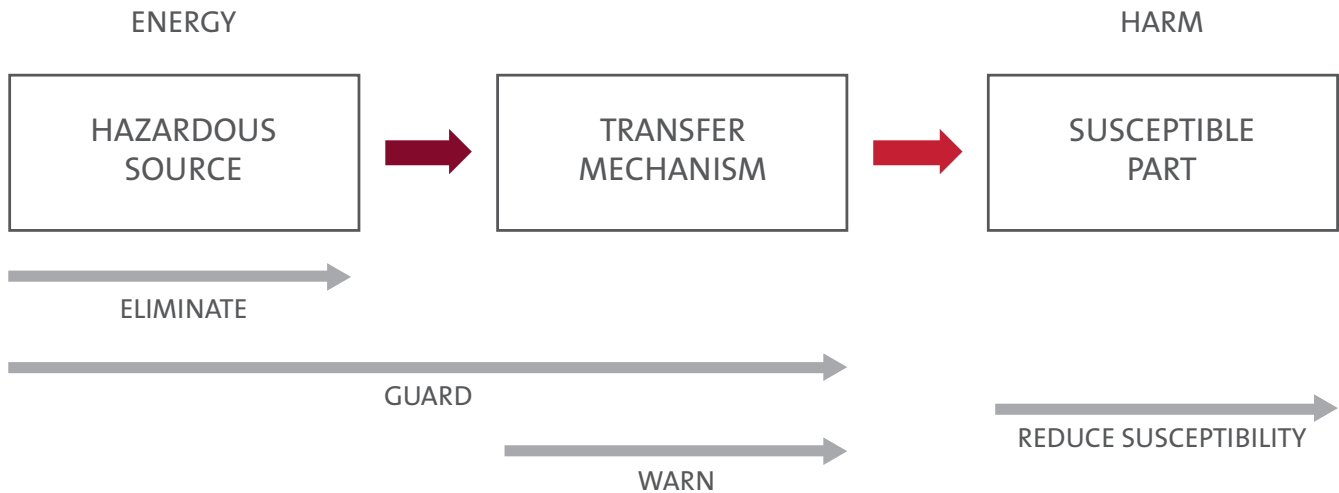 ENERGY
HARM
HAZARDOUS
SOURCE
TRANSFER
MECHANISM
SUSCEPTIBLE
PART
ELIMINATE
GUARD
REDUCE SUSCEPTIBILITY
WARN